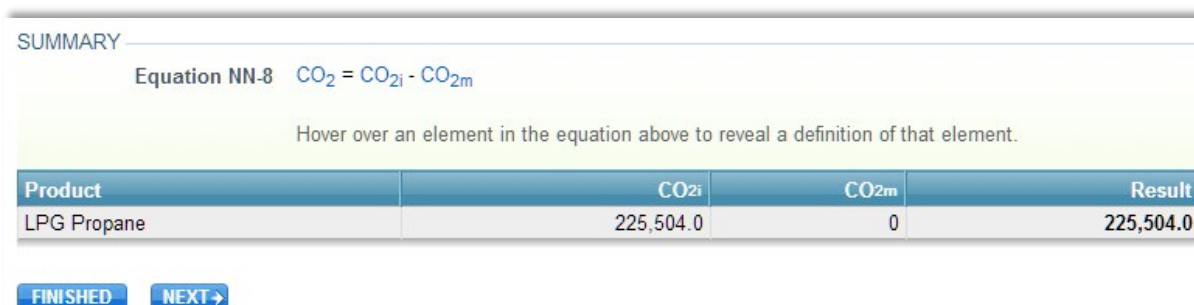 SUMMARY
Equation NN-8 CO2 = CO2i - CO2m
Hover over an element in the equation above to reveal a definition of that element.
Product CO2i CO2m Result
LPG Propane 225,504.0 0 225,504.0
FINISHED NEXT→